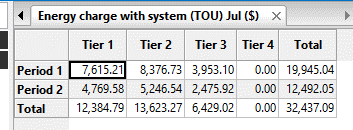 Energy charge with system (TOU) Jul ($)
Tier 1 Tier 2 Tier 3 Tier 4 Total
Period 1 7,615.21 8,376.73 3,953.10 0.00 19,945.04
Period 2 4,769.58 5,246.54 2,475.92 0.00 12,492.05
Total 12,384.79 13,623.27 6,429.02 0.00 32,437.09